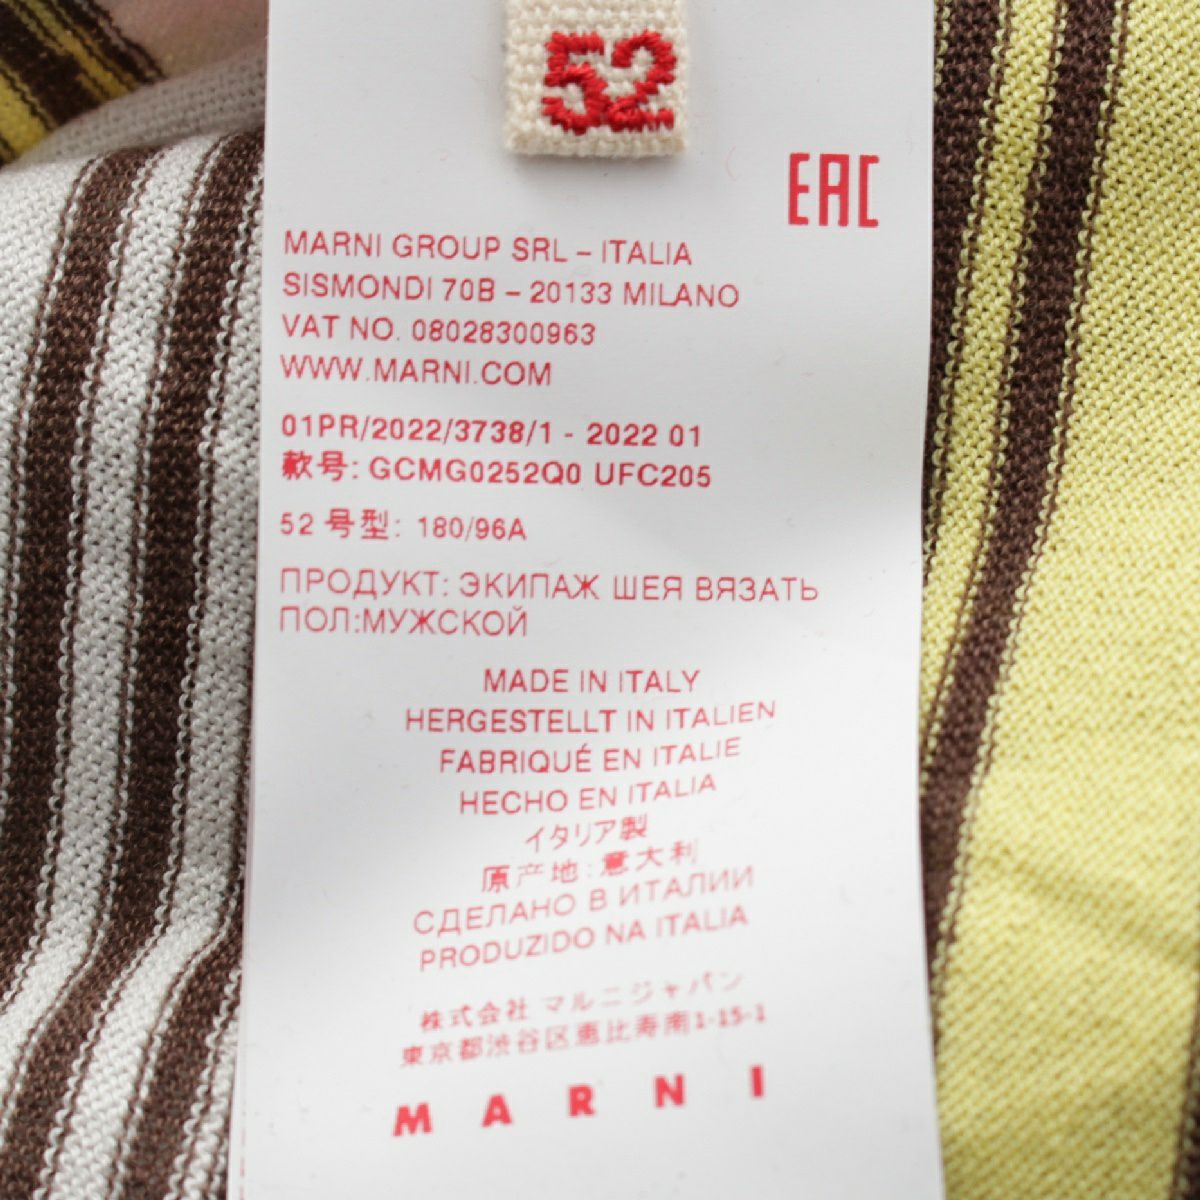 52
EAC
MARNI GROUP SRL – ITALIA
SISMONDI 70B – 20133 MILANO
VAT NO. 08028300963
WWW.MARNI.COM
01PR/2022/3738/1 - 2022 01
款号: GCMG0252Q0 UFC205
52 号型: 180/96A
ПРОДУКТ: ЭКИПАЖ ШЕЯ ВЯЗАТЬ
ПОЛ:МУЖСКОЙ
MADE IN ITALY
HERGESTELLT IN ITALIEN
FABRIQUÉ EN ITALIE
HECHO EN ITALIA
イタリア製
原产地: 意大利
СДЕЛАНО В ИТАЛИИ
PRODUZIDO NA ITALIA
株式会社 マルニジャパン
東京都渋谷区恵比寿南1-15-1
MARNI